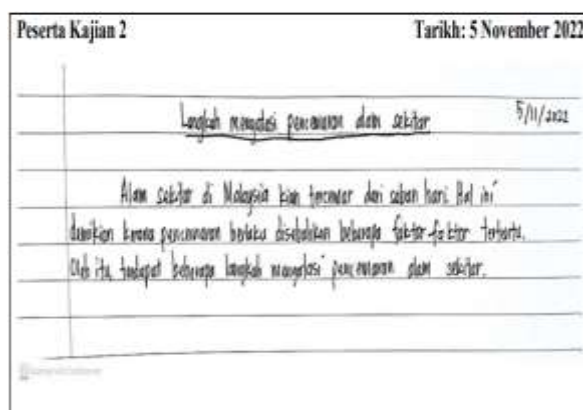 Peserta Kajian 2 Tarikh: 5 November 2022
Langkah mengatasi pencemaran alam sekitar 5/11/2022
Alam sekitar di Malaysia kian tercemar dari saban hari. Hal ini
demikian kerana pencemaran berlaku disebabkan beberapa faktor-faktor tertentu.
Oleh itu, terdapat beberapa langkah mengatasi pencemaran alam sekitar.